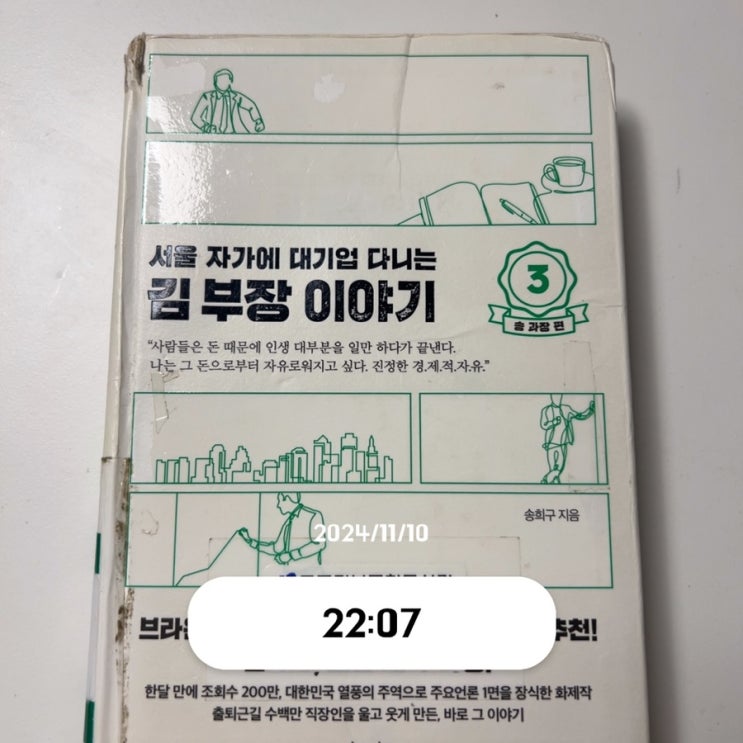 서울 자가에 대기업 다니는
김 부장 이야기
3
송 과장 편
“사람들은 돈 때문에 인생 대부분을 일만 하다가 끝낸다.
나는 그 돈으로부터 자유로워지고 싶다. 진정한 경.제.적.자.유.”
송희구 지음
2024/11/10
22:07
추천!
한달 만에 조회수 200만, 대한민국 열풍의 주역으로 주요언론 1면을 장식한 화제작
출퇴근길 수백만 직장인을 울고 웃게 만든, 바로 그 이야기